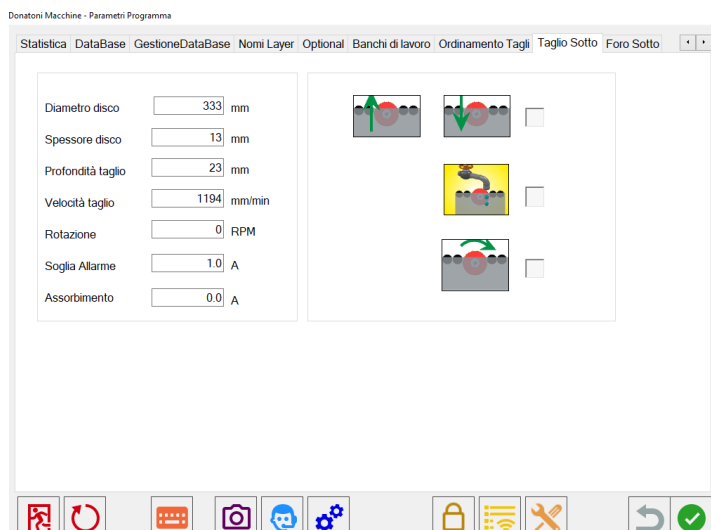 Donatoni Macchine - Parametri Programma
Statistica DataBase GestioneDataBase Nomi Layer Optional Banchi di lavoro Ordinamento Tagli Taglio Sotto Foro Sotto
Diametro disco 333 mm
Spessore disco 13 mm
Profondità taglio 23 mm
Velocità taglio 1194 mm/min
Rotazione 0 RPM
Soglia Allarme 1.0 A
Assorbimento 0.0 A